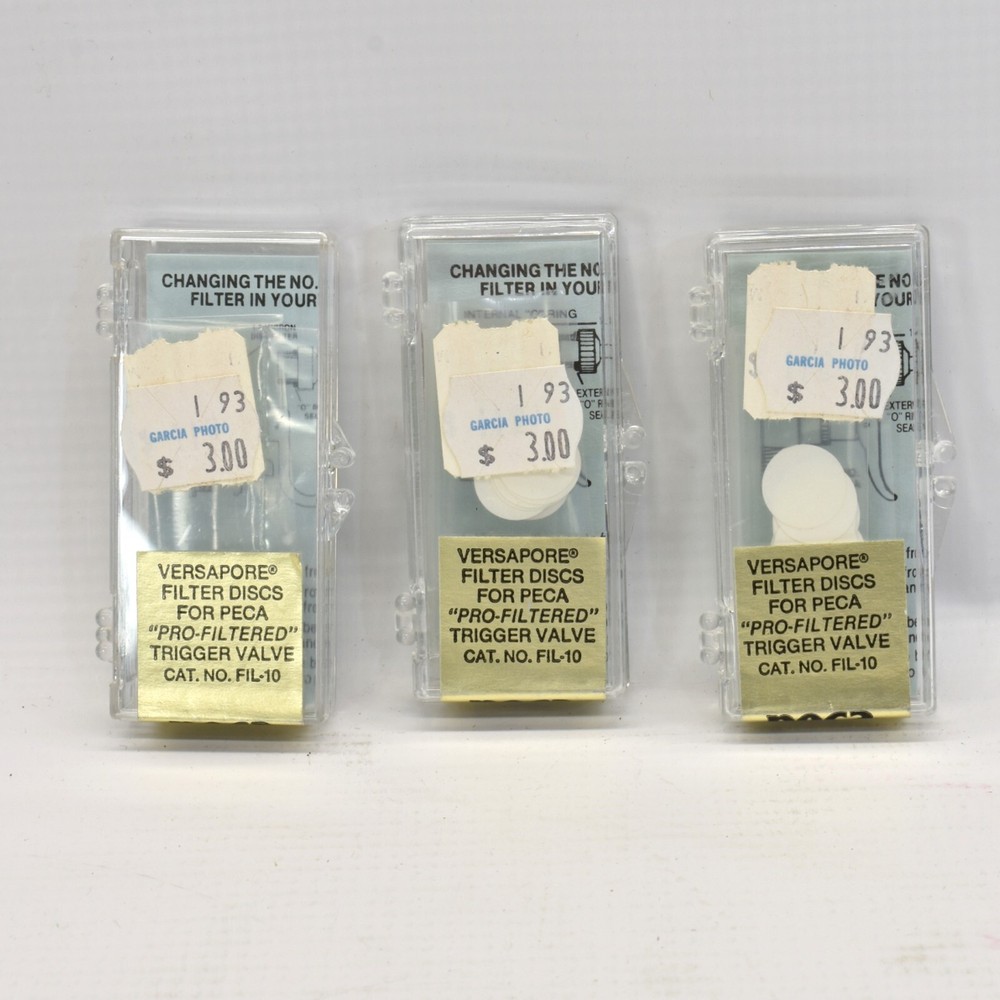 CHANGING THE NO.
FILTER IN YOUR
1 93
GARCIA PHOTO
$ 3.00
VERSAPORE®
FILTER DISCS
FOR PECA
"PRO-FILTERED"
TRIGGER VALVE
CAT. NO. FIL-10
CHANGING THE NO
FILTER IN YOUR
INTERNAL "O" RING
1 93
GARCIA PHOTO
$ 3.00
VERSAPORE®
FILTER DISCS
FOR PECA
"PRO-FILTERED"
TRIGGER VALVE
CAT. NO. FIL-10
E NO
YOUR
1 93
GARCIA PHOTO
$ 3.00
VERSAPORE®
FILTER DISCS
FOR PECA
"PRO-FILTERED"
TRIGGER VALVE
CAT. NO. FIL-10
peca